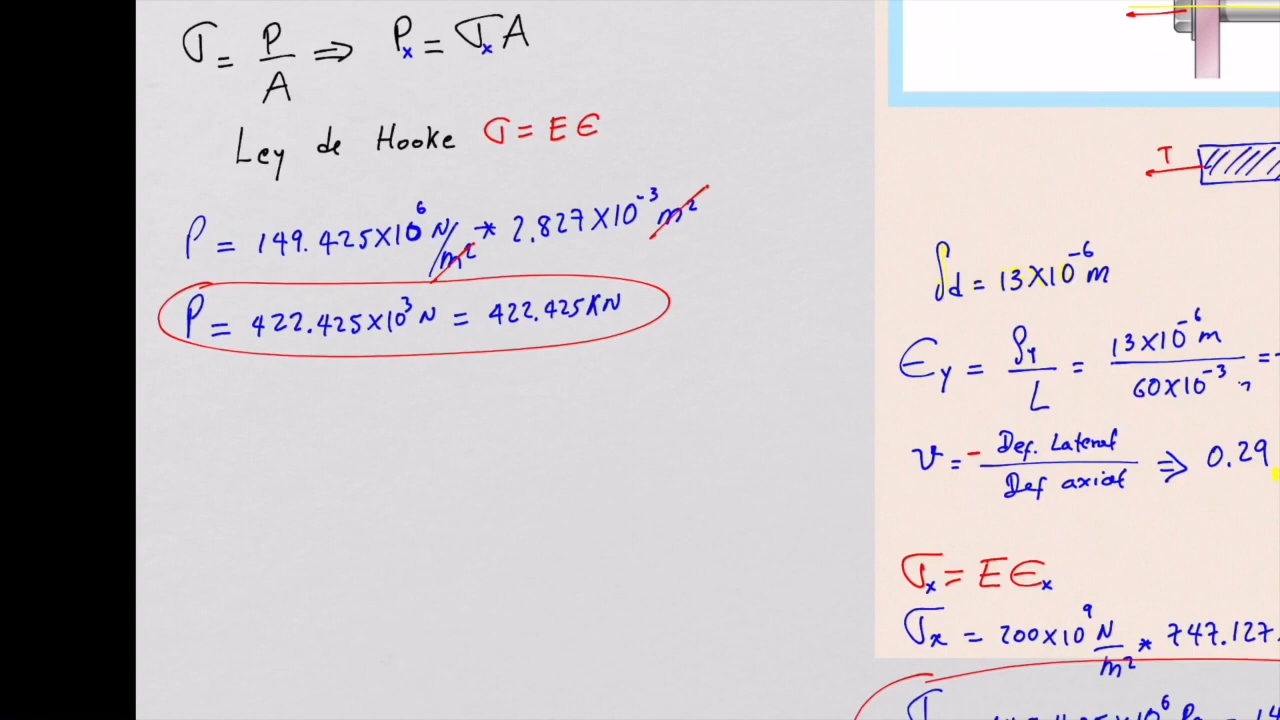 σ = P/A ⇒ Pₓ = σₓA
Ley de Hooke σ = Eϵ
P = 149.425×10⁶ N/m² * 2.827×10⁻³ m²
P = 422.425×10³ N = 422.425 KN
T
δd = 13×10⁻⁶ m
ϵy = δy/L = 13×10⁻⁶ m / 60×10⁻³ =
ν = - Def. Lateral / Def axial ⇒ 0.29
σₓ = Eϵₓ
σₓ = 200×10⁹ N/m² * 747.127